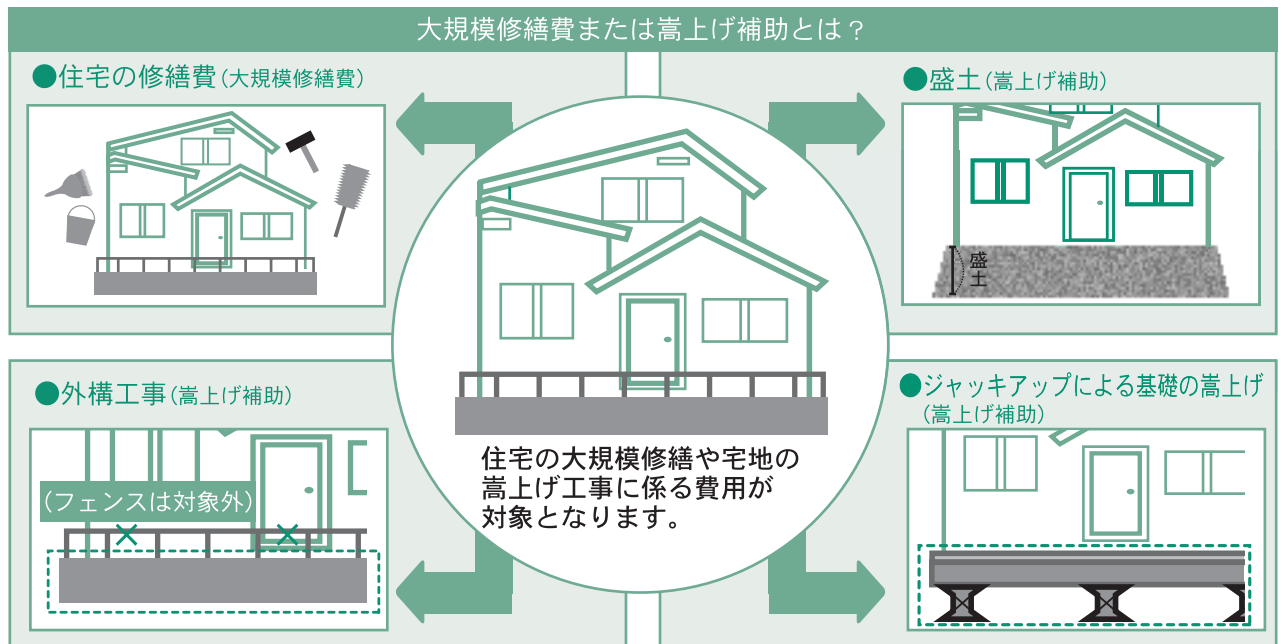 大規模修繕費または嵩上げ補助とは？
●住宅の修繕費(大規模修繕費)
●盛土(嵩上げ補助)
盛土
●外構工事(嵩上げ補助)
(フェンスは対象外)
●ジャッキアップによる基礎の嵩上げ
(嵩上げ補助)
住宅の大規模修繕や宅地の
嵩上げ工事に係る費用が
対象となります。